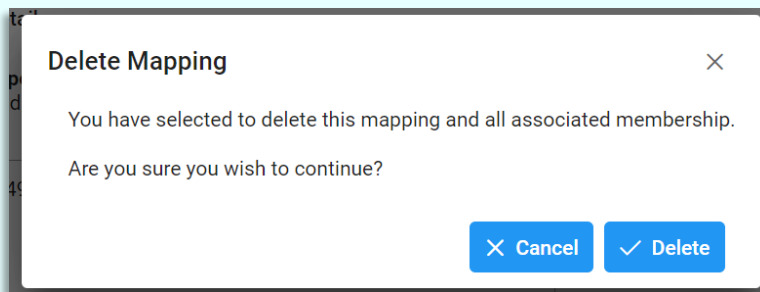 Delete Mapping
You have selected to delete this mapping and all associated membership.
Are you sure you wish to continue?
Cancel
Delete